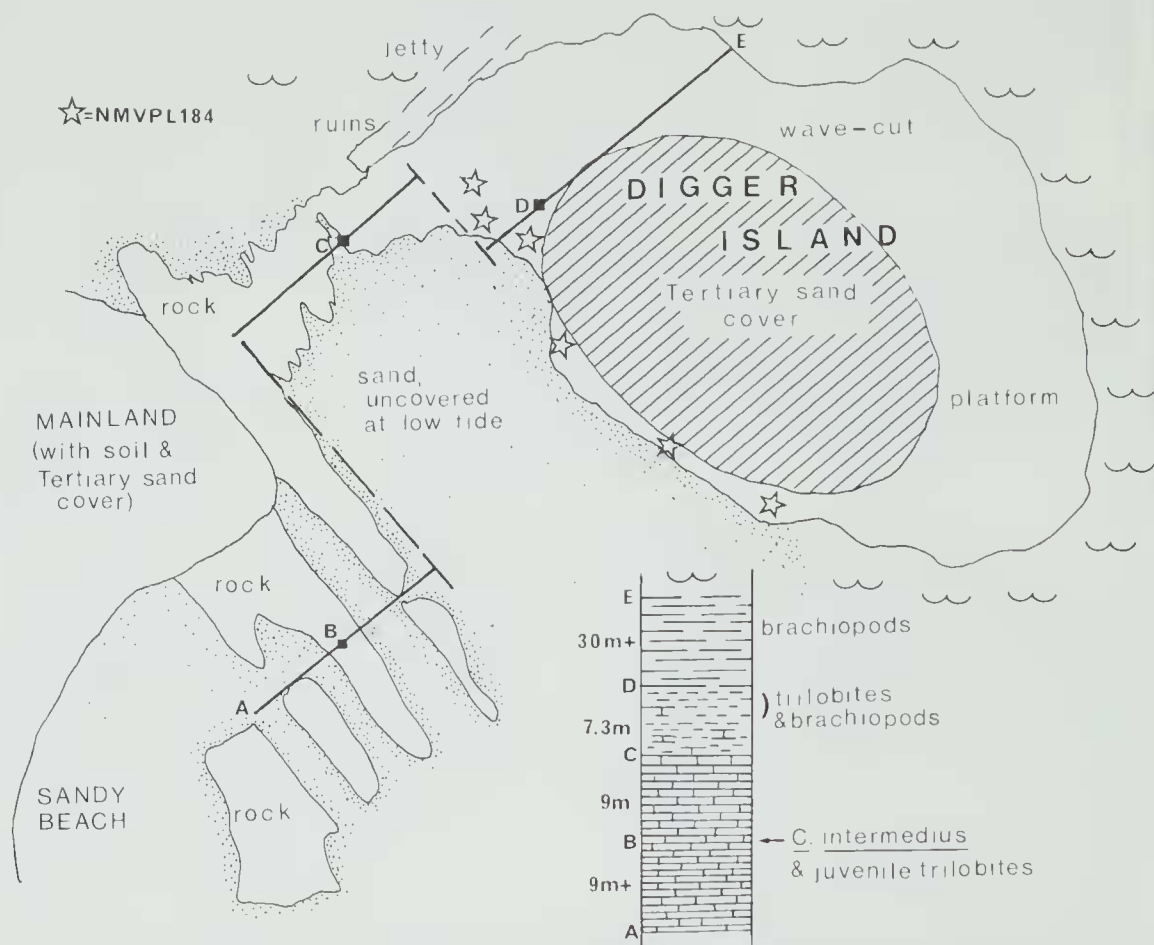 E
Jetty
☆=NMVPL184
ruins
wave-cut
DIGGER
ISLAND
D
C
rock
Tertiary sand
cover
sand,
uncovered
at low tide
platform
MAINLAND
(with soil &
Tertiary sand
cover)
rock
B
A
SANDY
BEACH
rock
E
brachiopods
30m+
D
trilobites
& brachiopods
7.3m
C
9m
B
C. intermedius
& juvenile trilobites
9m+
A